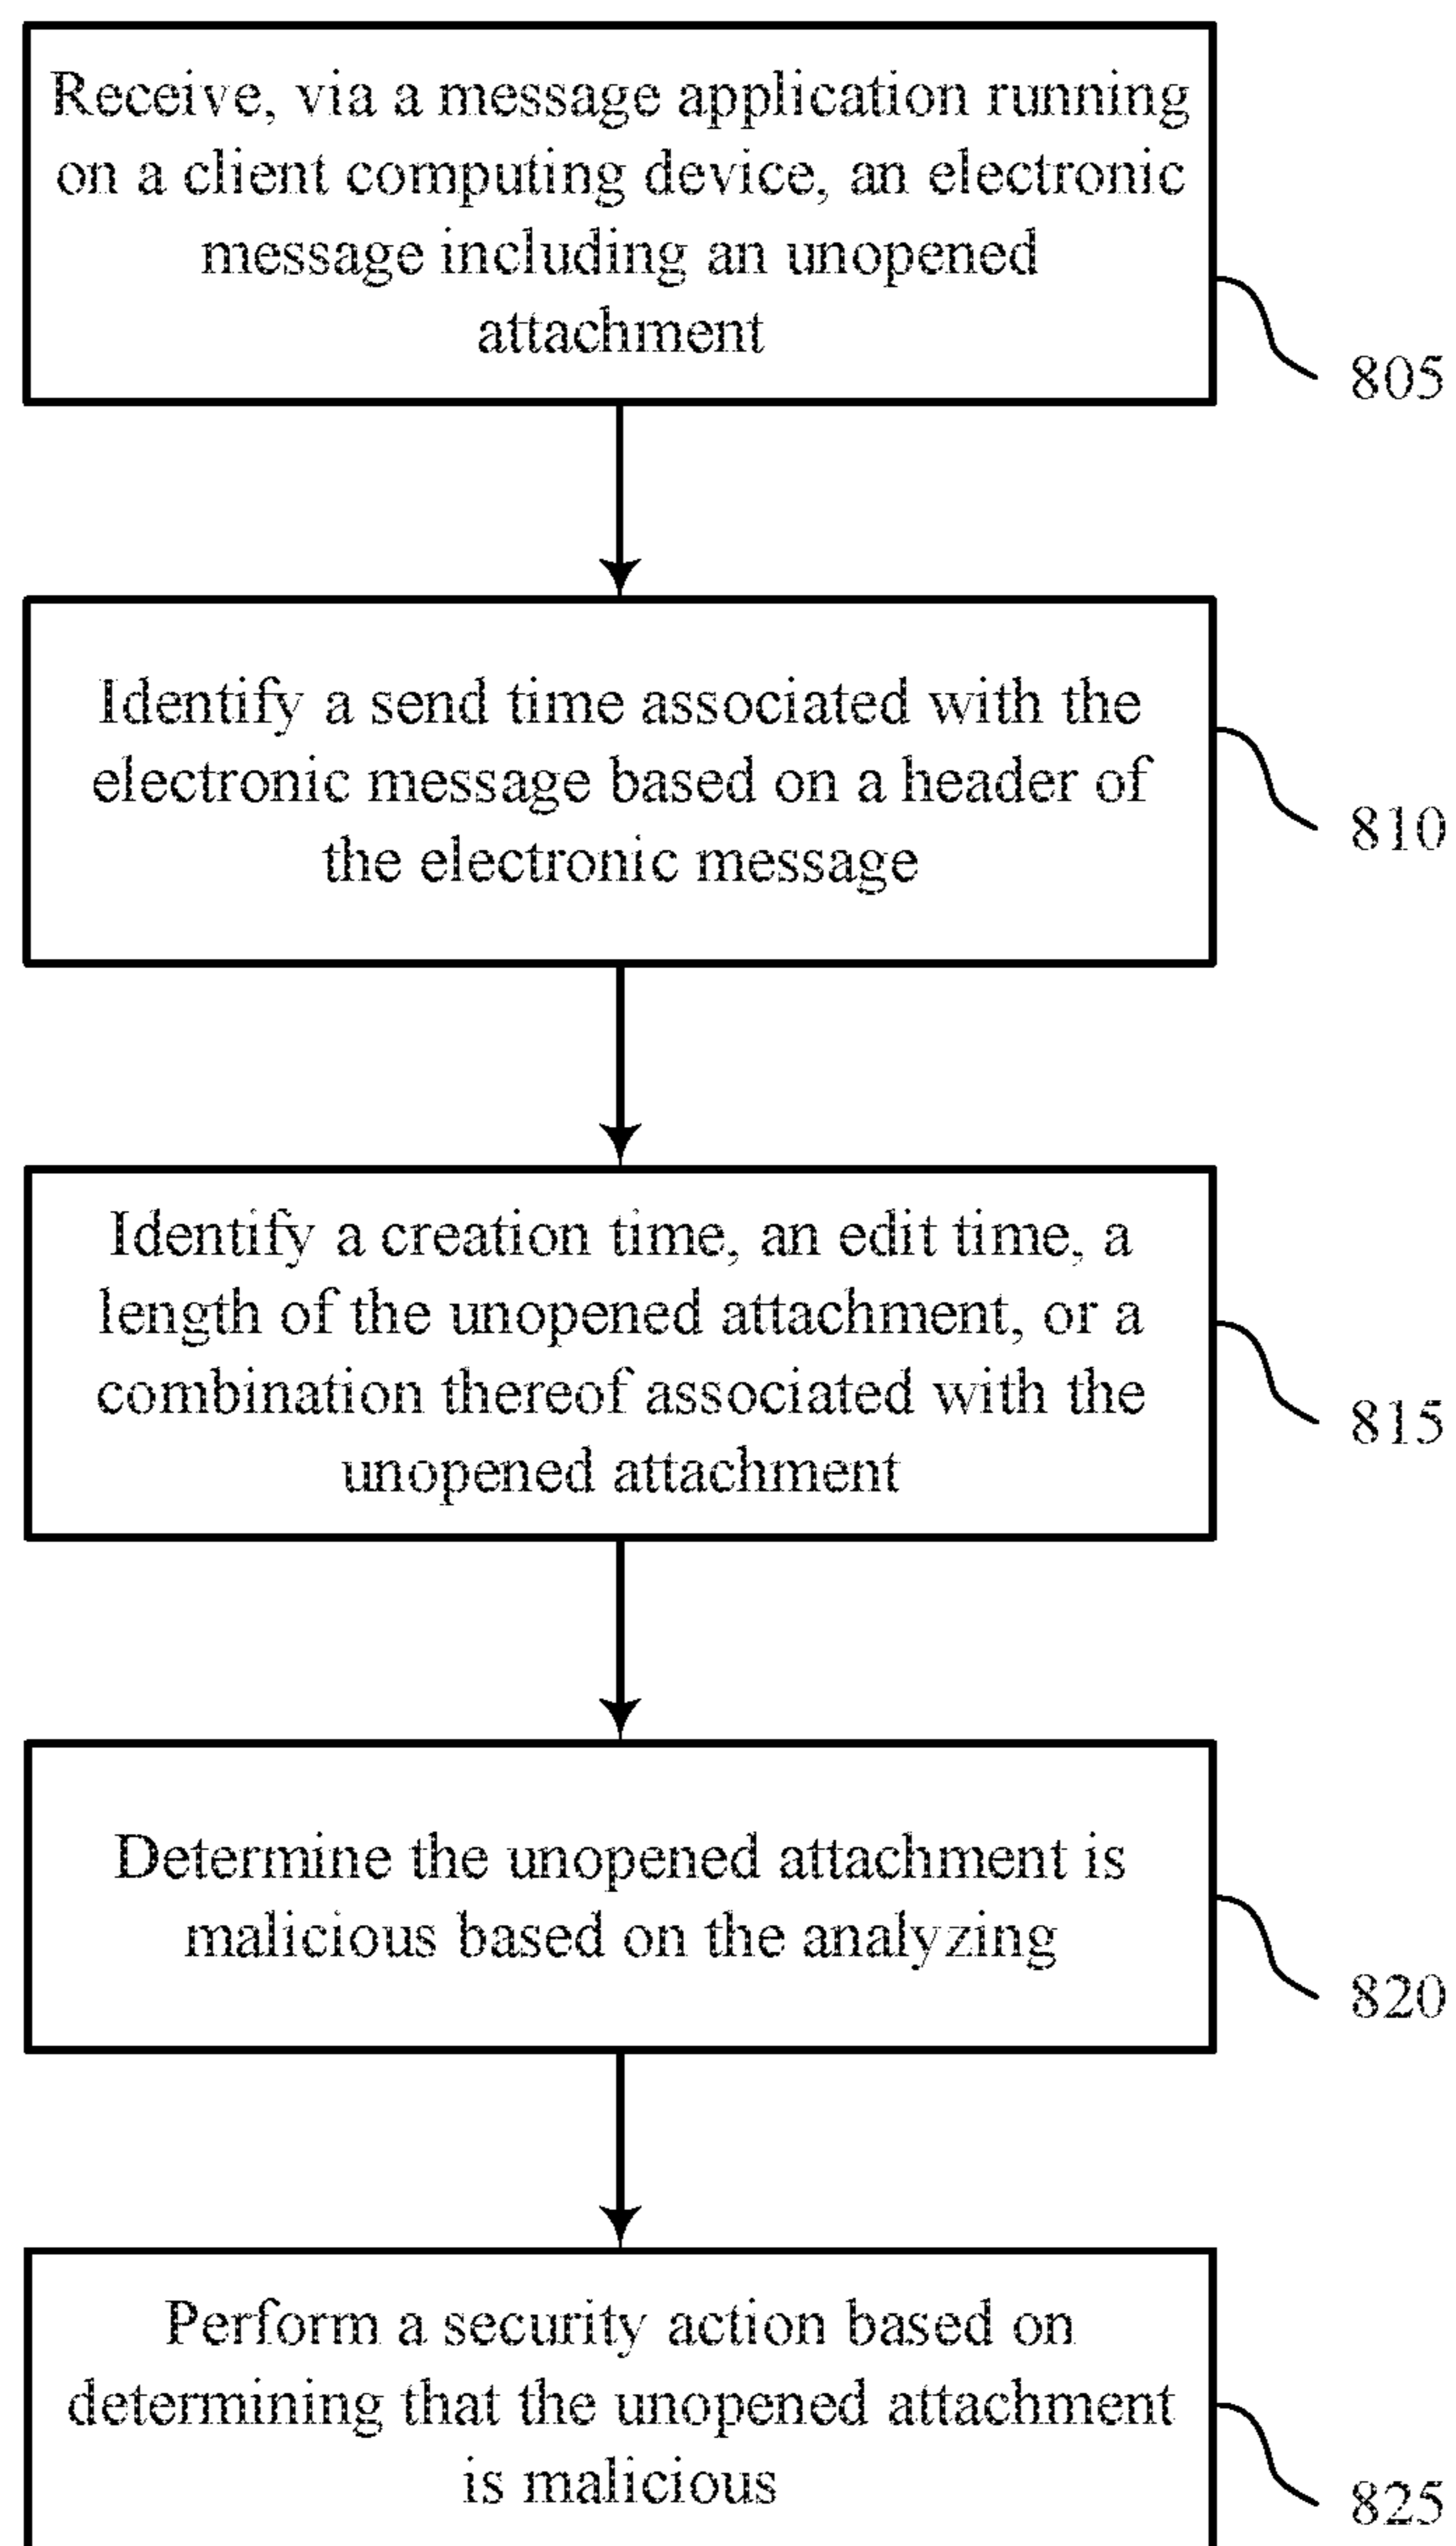 Receive, via a message application running
on a client computing device, an electronic
message including an unopened
attachment
805
Identify a send time associated with the
electronic message based on a header of
the electronic message
810
Identify a creation time, an edit time, a
length of the unopened attachment, or a
combination thereof associated with the
unopened attachment
815
Determine the unopened attachment is
malicious based on the analyzing
820
Perform a security action based on
determining that the unopened attachment
is malicious
825